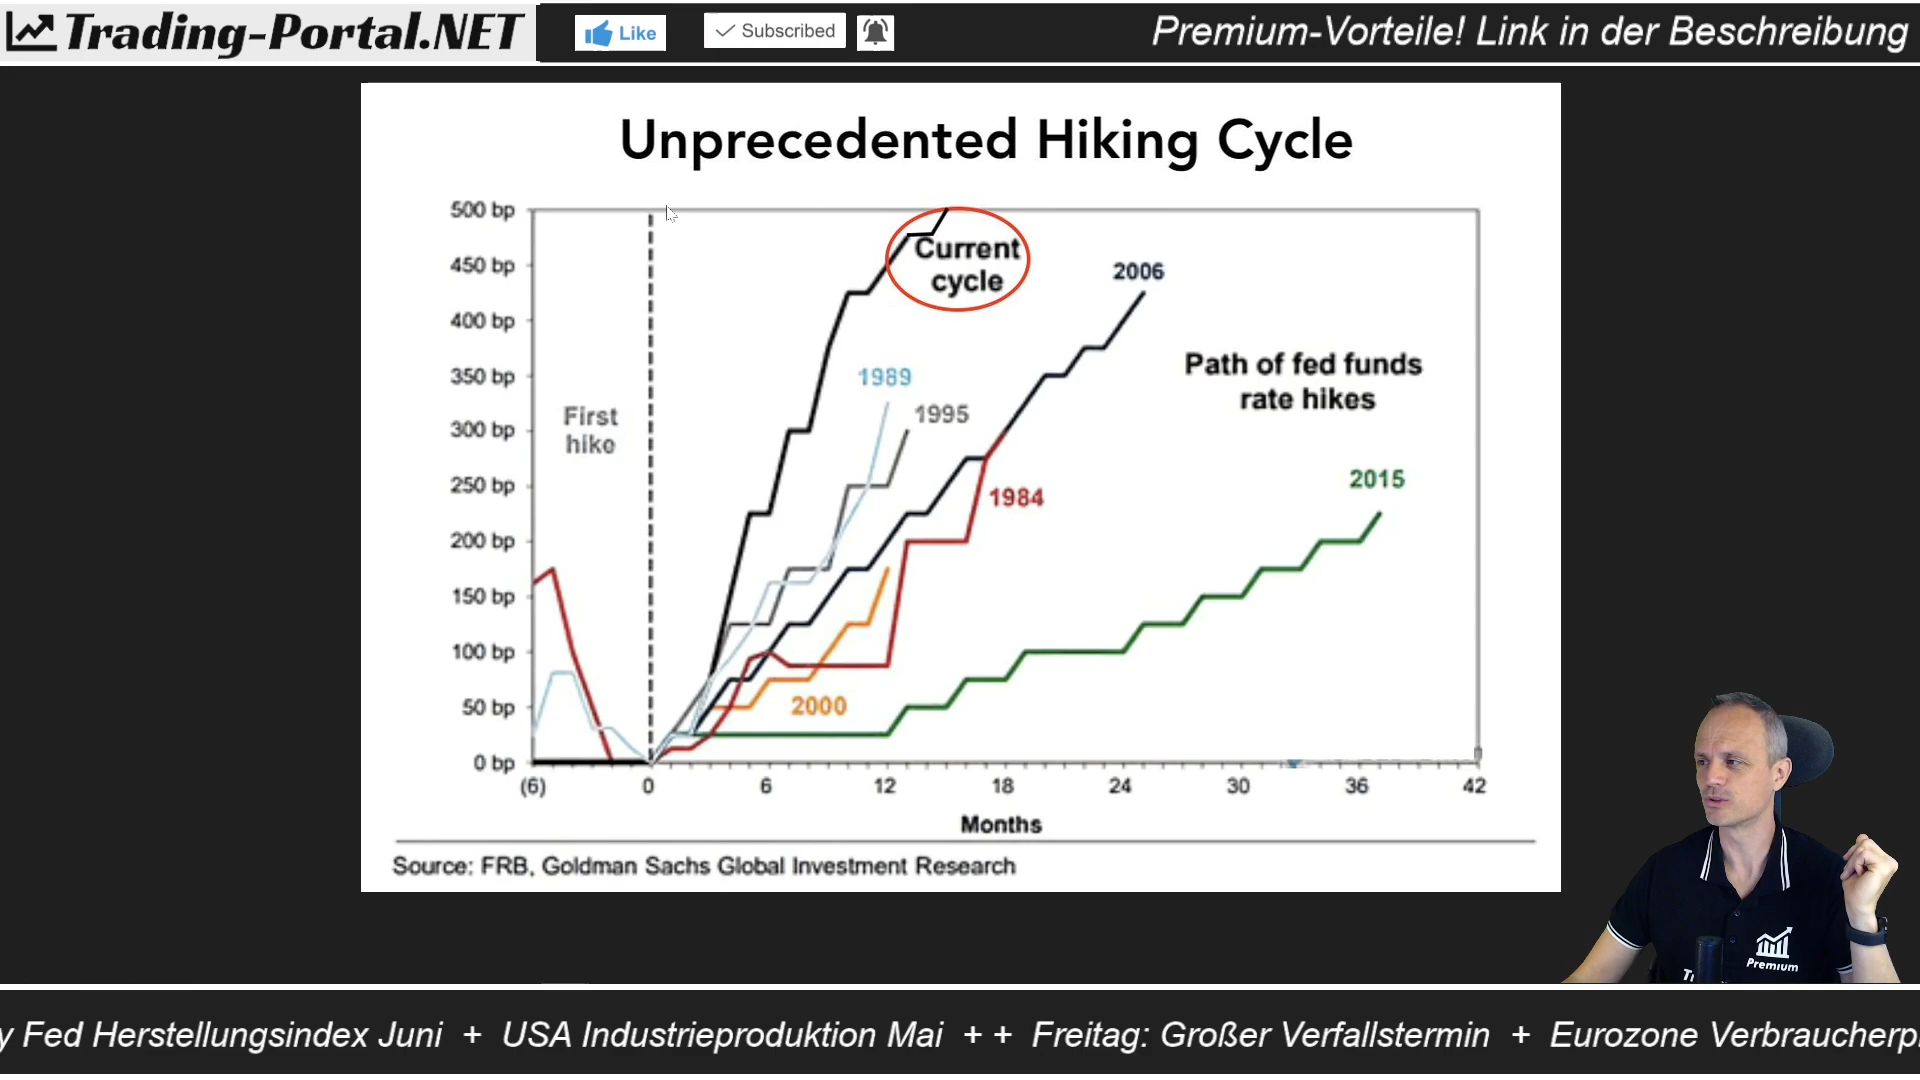 Trading-Portal.NET
Like
Subscribed
Premium-Vorteile! Link in der Beschreibung
Unprecedented Hiking Cycle
500 bp
450 bp
400 bp
350 bp
300 bp
250 bp
200 bp
150 bp
100 bp
50 bp
0 bp
First
hike
Current
cycle
2006
1989
1995
Path of fed funds
rate hikes
1984
2015
2000
(6)
0
6
12
18
24
30
36
42
Months
Source: FRB, Goldman Sachs Global Investment Research
Premium
y Fed Herstellungsindex Juni + USA Industrieproduktion Mai + + Freitag: Großer Verfallstermin + Eurozone Verbraucherp